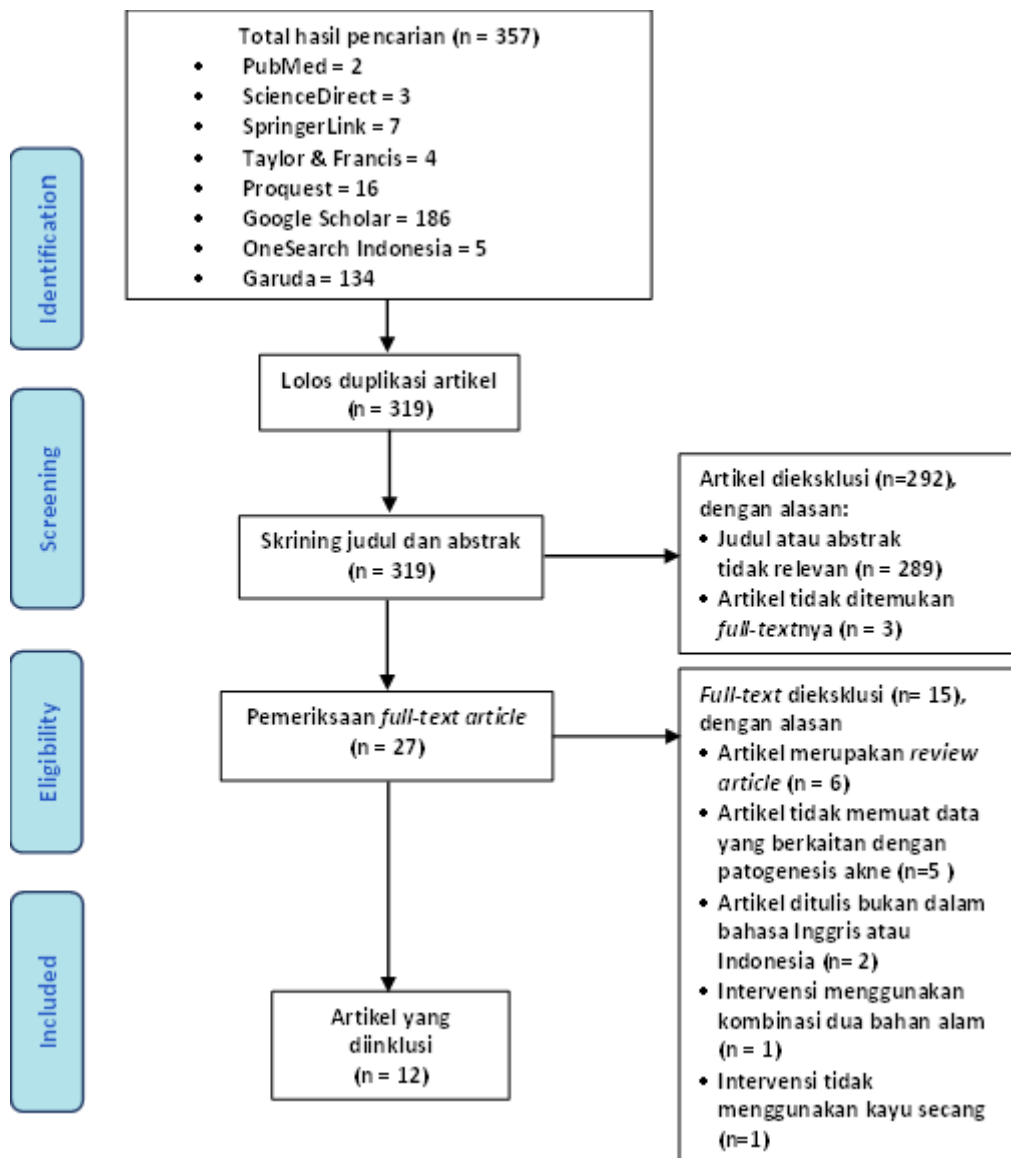 Total hasil pencarian (n = 357)
• PubMed = 2
• ScienceDirect = 3
• SpringerLink = 7
• Taylor & Francis = 4
• Proquest = 16
• Google Scholar = 186
• OneSearch Indonesia = 5
• Garuda = 134
Identification
Lolos duplikasi artikel
(n = 319)
Screening
Skrining judul dan abstrak
(n = 319)
Artikel dieksklusi (n=292),
dengan alasan:
• Judul atau abstrak
tidak relevan (n = 289)
• Artikel tidak ditemukan
full-textnya (n = 3)
Eligibility
Pemeriksaan full-text article
(n = 27)
Full-text dieksklusi (n= 15),
dengan alasan
• Artikel merupakan review
article (n = 6)
• Artikel tidak memuat data
yang berkaitan dengan
patogenesis akne (n=5 )
• Artikel ditulis bukan dalam
bahasa Inggris atau
Indonesia (n= 2)
• Intervensi menggunakan
kombinasi dua bahan alam
(n = 1)
• Intervensi tidak
menggunakan kayu secang
(n=1)
Included
Artikel yang
diinklusi
(n = 12)